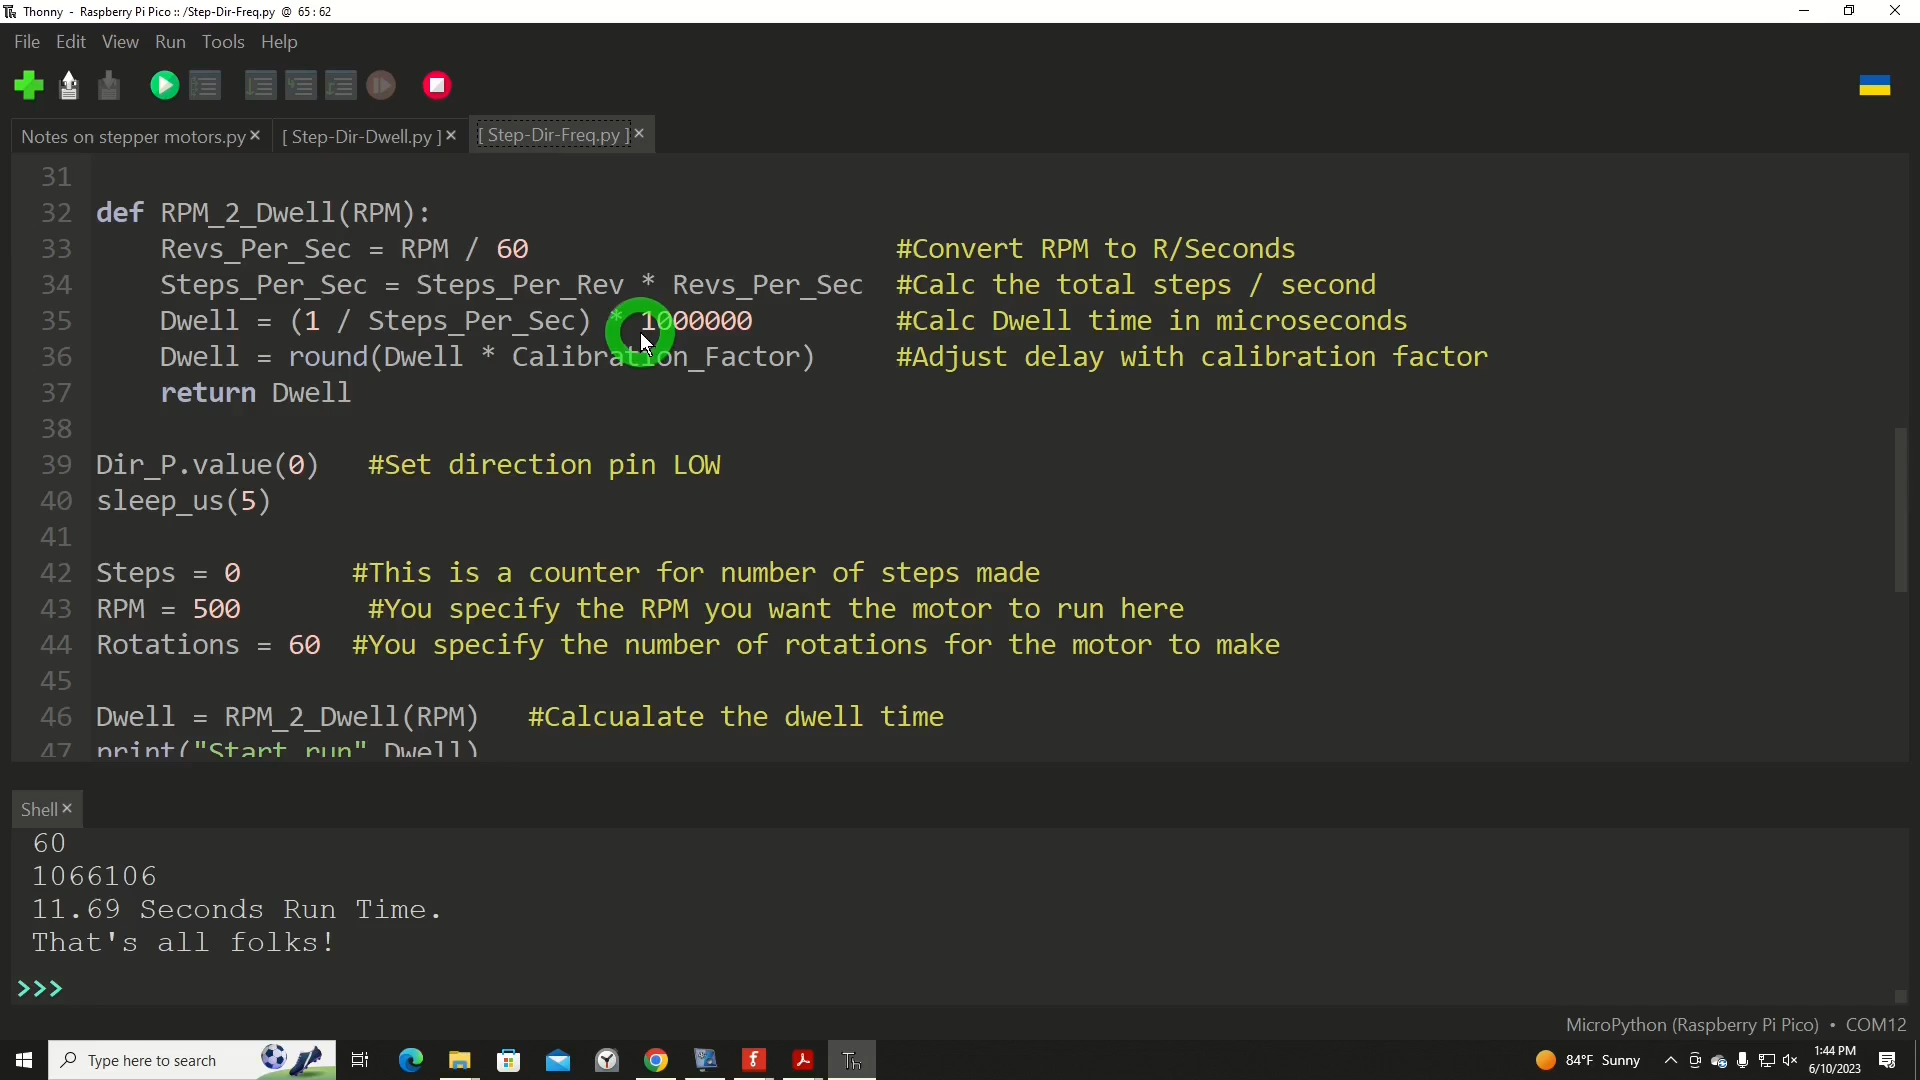 Thonny - Raspberry Pi Pico :: /Step-Dir-Freq.py @ 65 : 62
File Edit View Run Tools Help
Notes on stepper motors.py × [ Step-Dir-Dwell.py ] × [ Step-Dir-Freq.py ] ×
31
32 def RPM_2_Dwell(RPM):
33     Revs_Per_Sec = RPM / 60 #Convert RPM to R/Seconds
34     Steps_Per_Sec = Steps_Per_Rev * Revs_Per_Sec #Calc the total steps / second
35     Dwell = (1 / Steps_Per_Sec) * 1000000 #Calc Dwell time in microseconds
36     Dwell = round(Dwell * Calibration_Factor) #Adjust delay with calibration factor
37     return Dwell
38
39 Dir_P.value(0) #Set direction pin LOW
40 sleep_us(5)
41
42 Steps = 0 #This is a counter for number of steps made
43 RPM = 500 #You specify the RPM you want the motor to run here
44 Rotations = 60 #You specify the number of rotations for the motor to make
45
46 Dwell = RPM_2_Dwell(RPM) #Calcualate the dwell time
47 print("Start run" Dwell)
Shell ×
60
1066106
11.69 Seconds Run Time.
That's all folks!
>>>
MicroPython (Raspberry Pi Pico) • COM12
Type here to search
Th
84°F Sunny
1:44 PM
6/10/2023